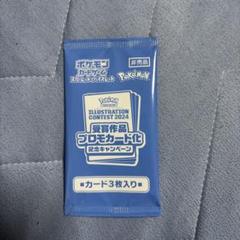 非売品
ポケモン
カードゲーム
スカーレット&バイオレット
Pokémon
Pokémon
ILLUSTRATION
CONTEST 2024
受賞作品
プロモカード化
記念キャンペーン
■カード3枚入り■